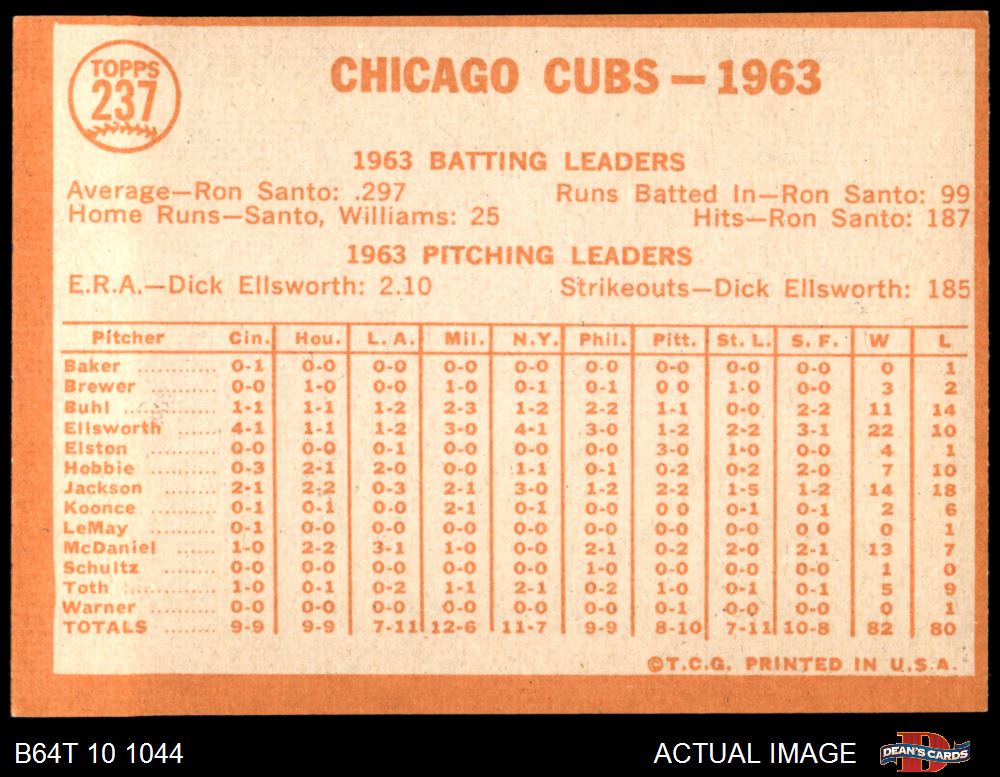 TOPPS
237
CHICAGO CUBS — 1963
1963 BATTING LEADERS
Average—Ron Santo: .297 Runs Batted In—Ron Santo: 99
Home Runs—Santo, Williams: 25 Hits—Ron Santo: 187
1963 PITCHING LEADERS
E.R.A.—Dick Ellsworth: 2.10 Strikeouts—Dick Ellsworth: 185
Pitcher Cin. Hou. L. A. Mil. N.Y. Phil. Pitt. St. L. S. F. W L
Baker .......... 0-1 0-0 0-0 0-0 0-0 0-0 0-0 0-0 0-0 0 1
Brewer ........ 0-0 1-0 0-0 1-0 0-1 0-1 0 0 1-0 0-0 3 2
Buhl ............ 1-1 1-1 1-2 2-3 1-2 2-2 1-1 0-0 2-2 11 14
Ellsworth ...... 4-1 1-1 1-2 3-0 4-1 3-0 1-2 2-2 3-1 22 10
Elston .......... 0-0 0-0 0-1 0-0 0-0 0-0 3-0 1-0 0-0 4 1
Hobbie ........ 0-3 2-1 2-0 0-0 1-1 0-1 0-2 0-2 2-0 7 10
Jackson ........ 2-1 2-2 0-3 2-1 3-0 1-2 2-2 1-5 1-2 14 18
Koonce ........ 0-1 0-1 0-0 2-1 0-1 0-0 0 0 0-1 0-1 2 6
LeMay .......... 0-1 0-0 0-0 0-0 0-0 0-0 0-0 0-0 0 0 0 1
McDaniel ...... 1-0 2-2 3-1 1-0 0-0 2-1 0-2 2-0 2-1 13 7
Schultz ........ 0-0 0-0 0-0 0-0 0-0 1-0 0-0 0-0 0-0 1 0
Toth ............ 1-0 0-1 0-2 1-1 2-1 0-2 1-0 0-1 0-1 5 9
Warner ........ 0-0 0-0 0-0 0-0 0-0 0-0 0-1 0-0 0-0 0 1
TOTALS ........ 9-9 9-9 7-11 12-6 11-7 9-9 8-10 7-11 10-8 82 80
©T.C.G. PRINTED IN U.S.A.
B64T 10 1044 ACTUAL IMAGE DEAN'S CARDS